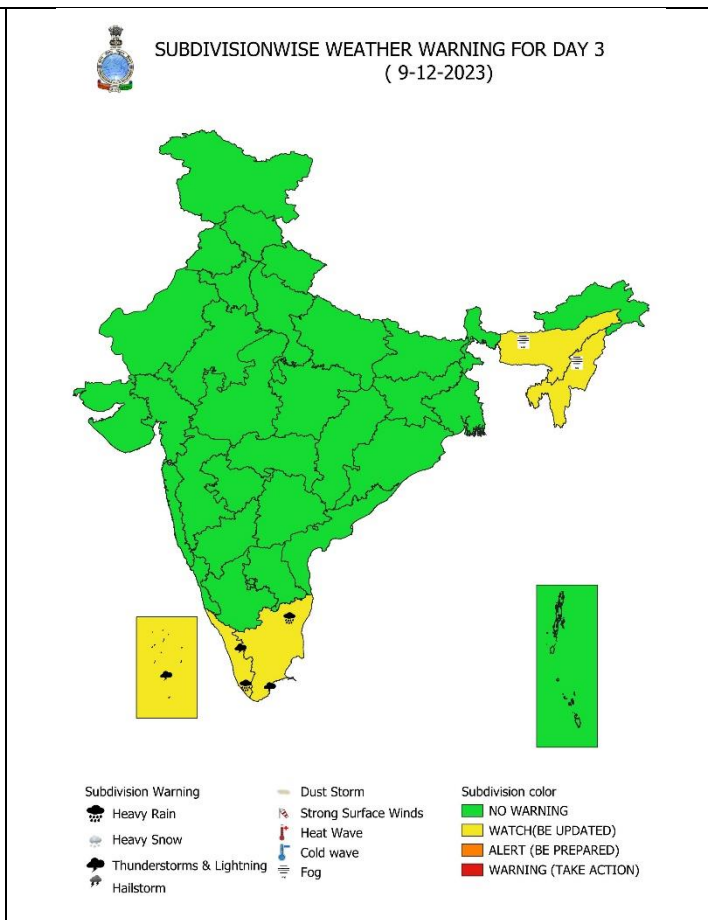 SUBDIVISIONWISE WEATHER WARNING FOR DAY 3
( 9-12-2023)
Subdivision Warning
Heavy Rain
Heavy Snow
Thunderstorms & Lightning
Hailstorm
Dust Storm
Strong Surface Winds
Heat Wave
Cold wave
Fog
Subdivision color
NO WARNING
WATCH(BE UPDATED)
ALERT (BE PREPARED)
WARNING (TAKE ACTION)